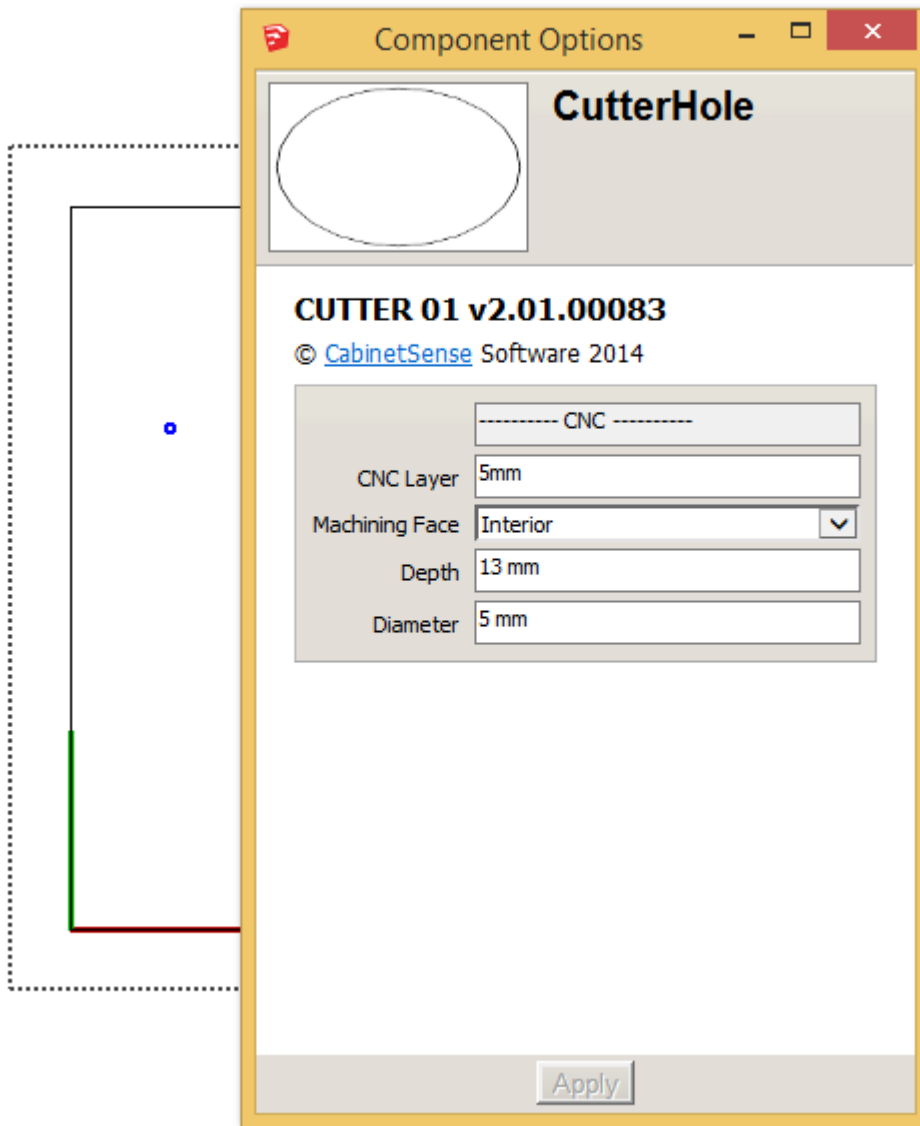 Component Options
CutterHole
CUTTER 01 v2.01.00083
© CabinetSense Software 2014
---------- CNC ----------
CNC Layer 5mm
Machining Face Interior
Depth 13 mm
Diameter 5 mm
Apply